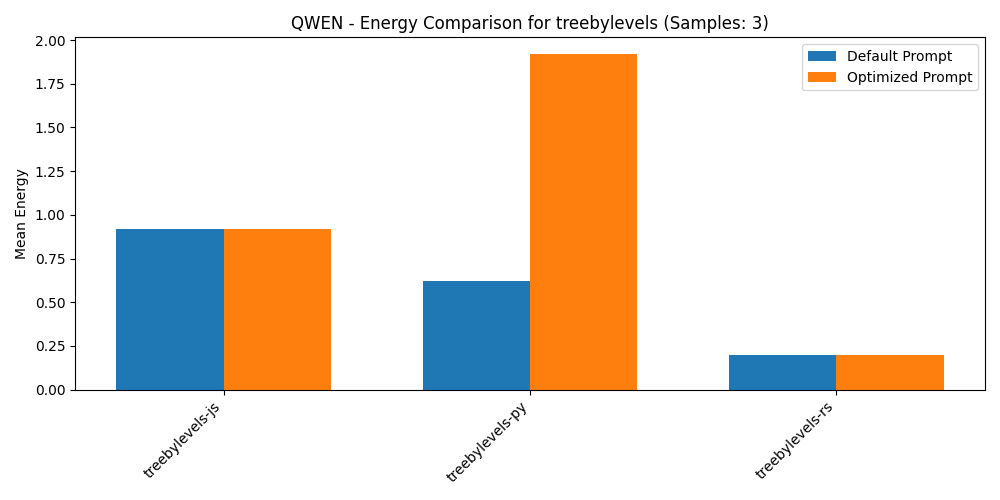 QWEN - Energy Comparison for treebylevels (Samples: 3)
Default Prompt
Optimized Prompt
Mean Energy
2.00
1.75
1.50
1.25
1.00
0.75
0.50
0.25
0.00
treebylevels-js
treebylevels-py
treebylevels-rs